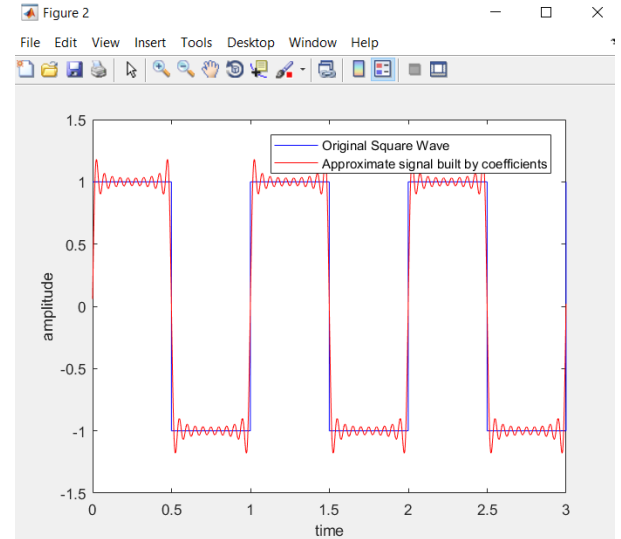 Figure 2
File Edit View Insert Tools Desktop Window Help
1.5
Original Square Wave
Approximate signal built by coefficients
1
0.5
0
-0.5
-1
-1.5
amplitude
0 0.5 1 1.5 2 2.5 3
time